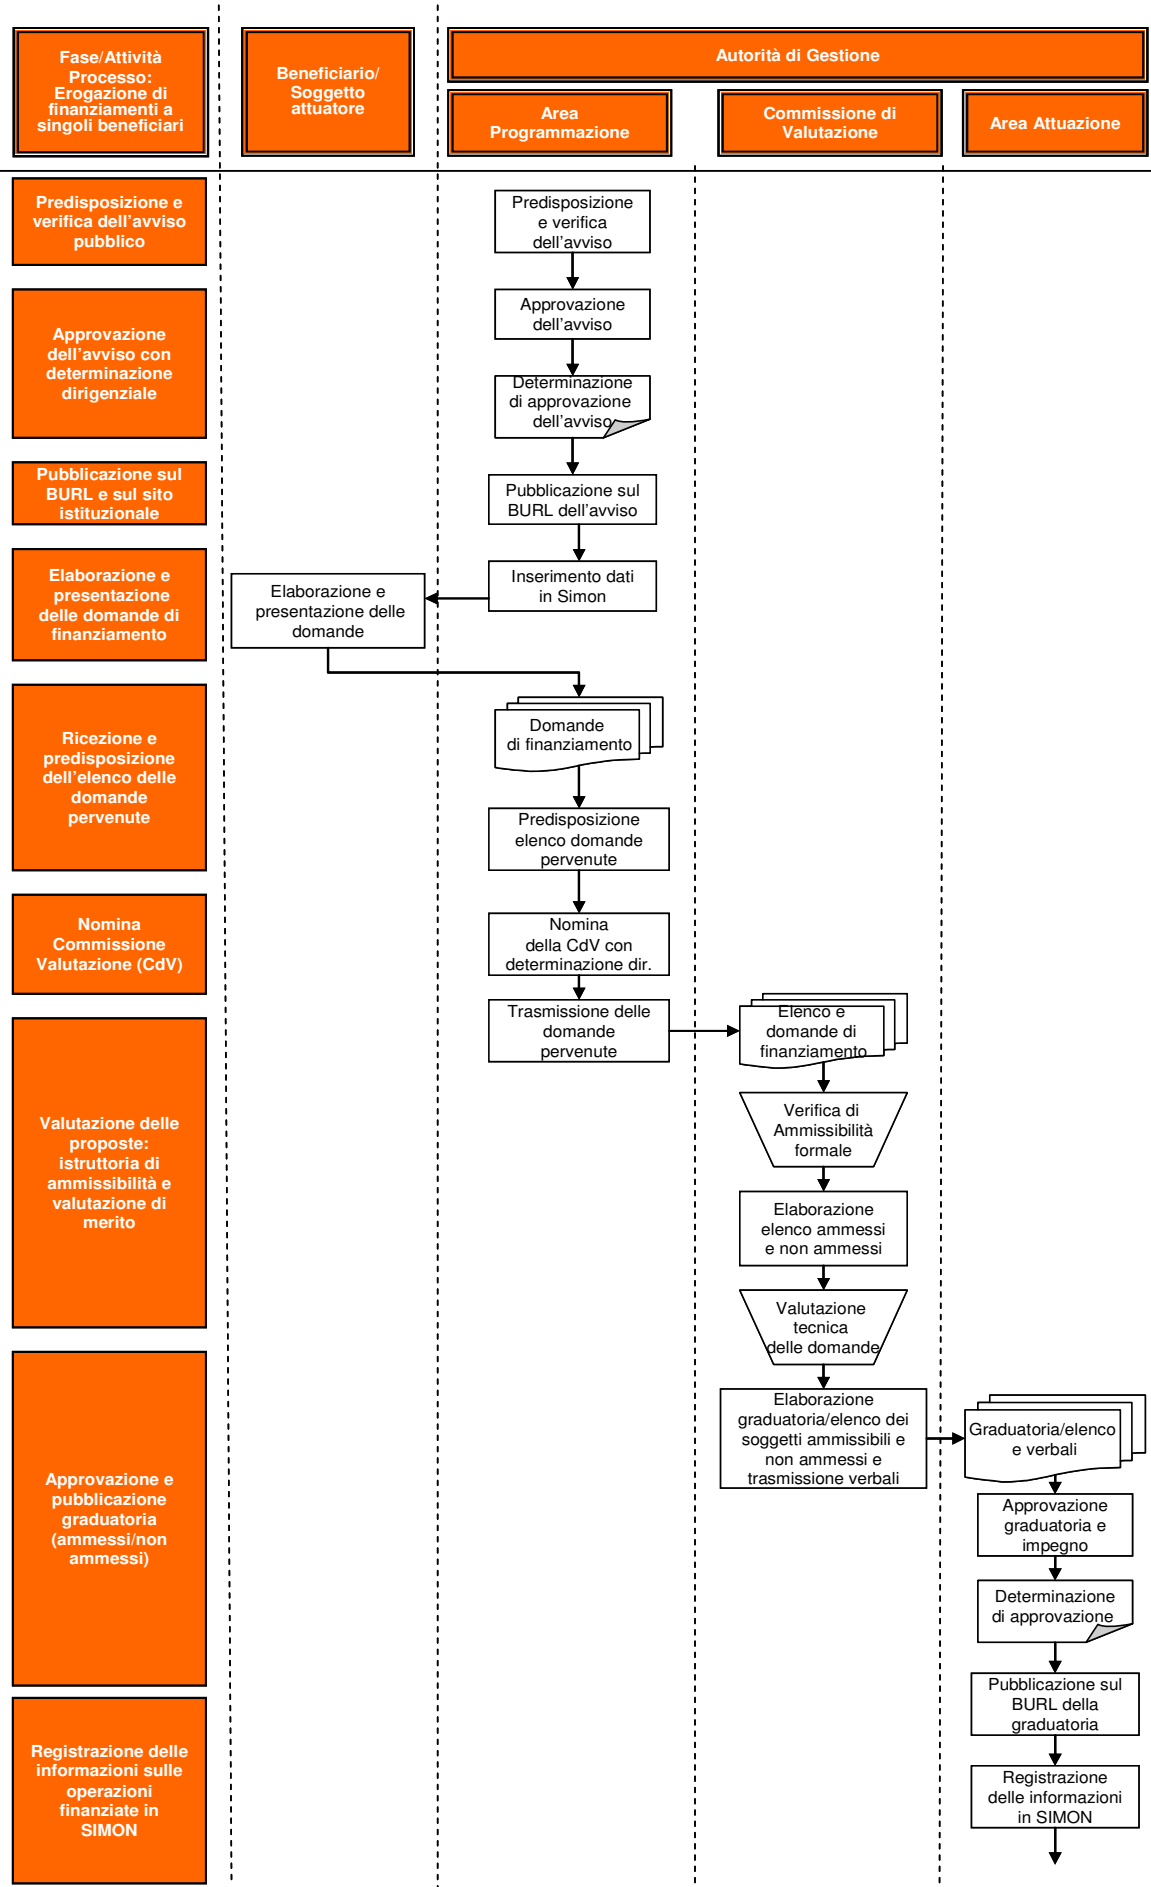 Fase/Attività
Processo:
Erogazione di
finanziamenti a
singoli beneficiari
Beneficiario/
Soggetto
attuatore
Autorità di Gestione
Area
Programmazione
Commissione di
Valutazione
Area Attuazione
Predisposizione e
verifica dell'avviso
pubblico
Predisposizione
e verifica
dell'avviso
Approvazione
dell'avviso con
determinazione
dirigenziale
Approvazione
dell'avviso
Determinazione
di approvazione
dell'avviso
Pubblicazione sul
BURL e sul sito
istituzionale
Pubblicazione sul
BURL dell'avviso
Elaborazione e
presentazione
delle domande di
finanziamento
Elaborazione e
presentazione delle
domande
Inserimento dati
in Simon
Ricezione e
predisposizione
dell'elenco delle
domande
pervenute
Domande
di finanziamento
Predisposizione
elenco domande
pervenute
Nomina
Commissione
Valutazione (CdV)
Nomina
della CdV con
determinazione dir.
Trasmissione delle
domande
pervenute
Elenco e
domande di
finanziamento
Valutazione delle
proposte:
istruttoria di
ammissibilità e
valutazione di
merito
Verifica di
Ammissibilità
formale
Elaborazione
elenco ammessi
e non ammessi
Valutazione
tecnica
delle domande
Approvazione e
pubblicazione
graduatoria
(ammessi/non
ammessi)
Elaborazione
graduatoria/elenco dei
soggetti ammissibili e
non ammessi e
trasmissione verbali
Graduatoria/elenco
e verbali
Approvazione
graduatoria e
impegno
Determinazione
di approvazione
Pubblicazione sul
BURL della
graduatoria
Registrazione delle
informazioni sulle
operazioni
finanziate in
SIMON
Registrazione
delle informazioni
in SIMON